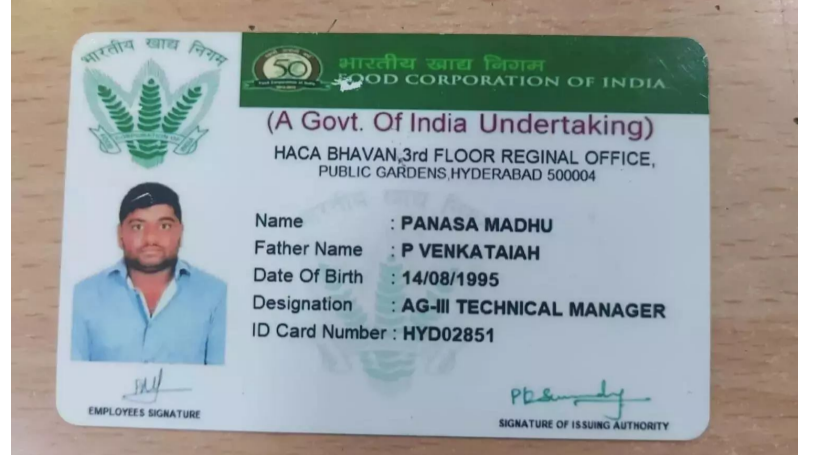 भारतीय खाद्य निगम
50
भारतीय खाद्य निगम
FOOD CORPORATION OF INDIA
(A Govt. Of India Undertaking)
HACA BHAVAN,3rd FLOOR REGINAL OFFICE,
PUBLIC GARDENS,HYDERABAD 500004
Name : PANASA MADHU
Father Name : P VENKATAIAH
Date Of Birth : 14/08/1995
Designation : AG-III TECHNICAL MANAGER
ID Card Number : HYD02851
EMPLOYEES SIGNATURE
SIGNATURE OF ISSUING AUTHORITY